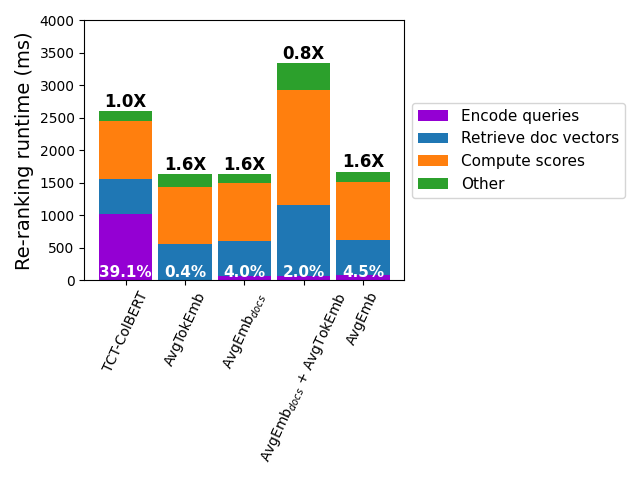 Re-ranking runtime (ms)
4000
3500
3000
2500
2000
1500
1000
500
0
1.0X
1.6X
1.6X
0.8X
1.6X
39.1%
0.4%
4.0%
2.0%
4.5%
TCT-ColBERT
AvgTokEmb
AvgEmb_docs
AvgEmb_docs + AvgTokEmb
AvgEmb
Encode queries
Retrieve doc vectors
Compute scores
Other